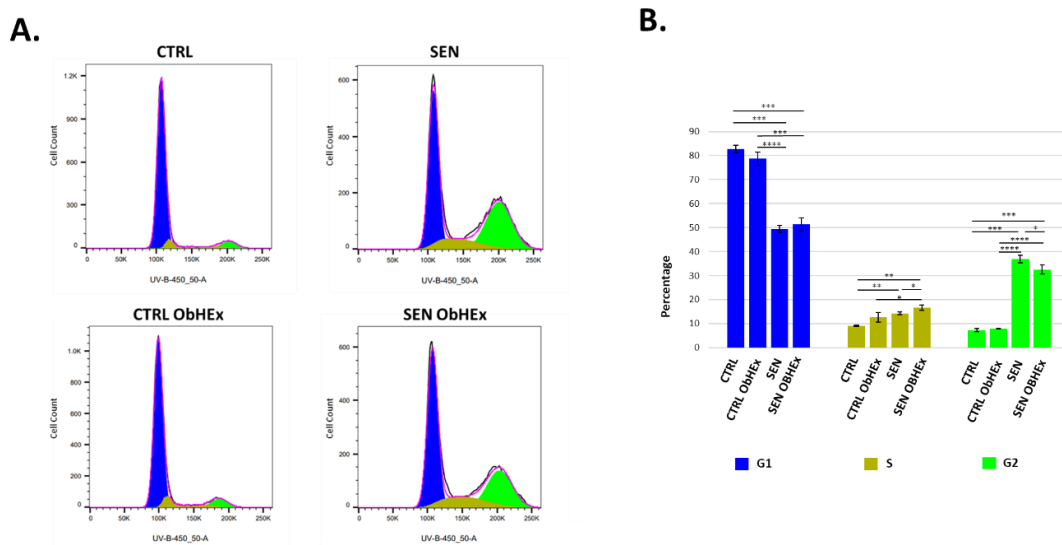 A.
CTRL
1.2K
900
600
300
0
Cell Count
0 50K 100K 150K 200K 250K
UV-B-450_50-A
SEN
600
400
200
0
Cell Count
0 50K 100K 150K 200K 250K
UV-B-450_50-A
CTRL ObHEx
1.0K
800
600
400
200
0
Cell Count
0 50K 100K 150K 200K 250K
UV-B-450_50-A
SEN ObHEx
600
400
200
0
Cell Count
0 50K 100K 150K 200K 250K
UV-B-450_50-A
B.
Percentage
90
80
70
60
50
40
30
20
10
0
***
***
***
****
**
** *
*
***
*** *
****
****
CTRL CTRL ObHEx SEN SEN OBHEx
CTRL CTRL ObHEx SEN SEN OBHEx
CTRL CTRL ObHEx SEN SEN OBHEx
G1 S G2